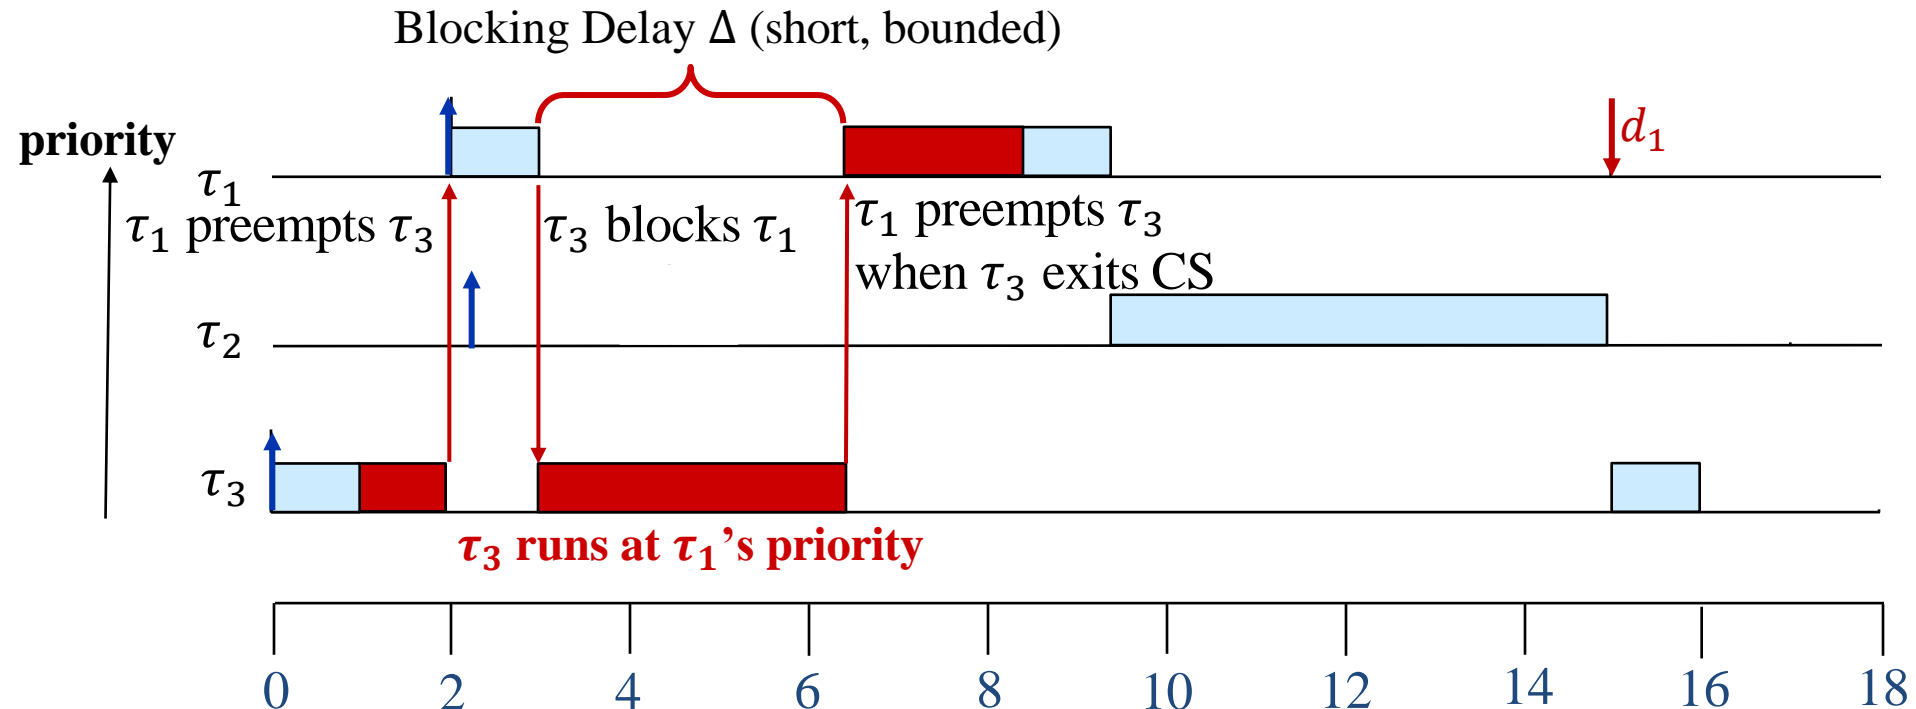 Blocking Delay Δ (short, bounded)
priority
τ₁
d₁
τ₁ preempts τ₃
τ₃ blocks τ₁
τ₁ preempts τ₃
when τ₃ exits CS
τ₂
τ₃
τ₃ runs at τ₁’s priority
0 2 4 6 8 10 12 14 16 18